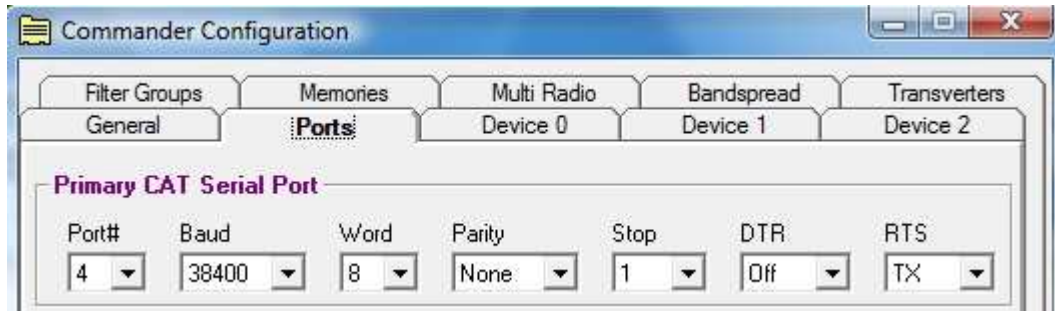 Commander Configuration
Filter Groups Memories Multi Radio Bandspread Transverters
General Ports Device 0 Device 1 Device 2
Primary CAT Serial Port
Port# Baud Word Parity Stop DTR RTS
4 38400 8 None 1 Off TX